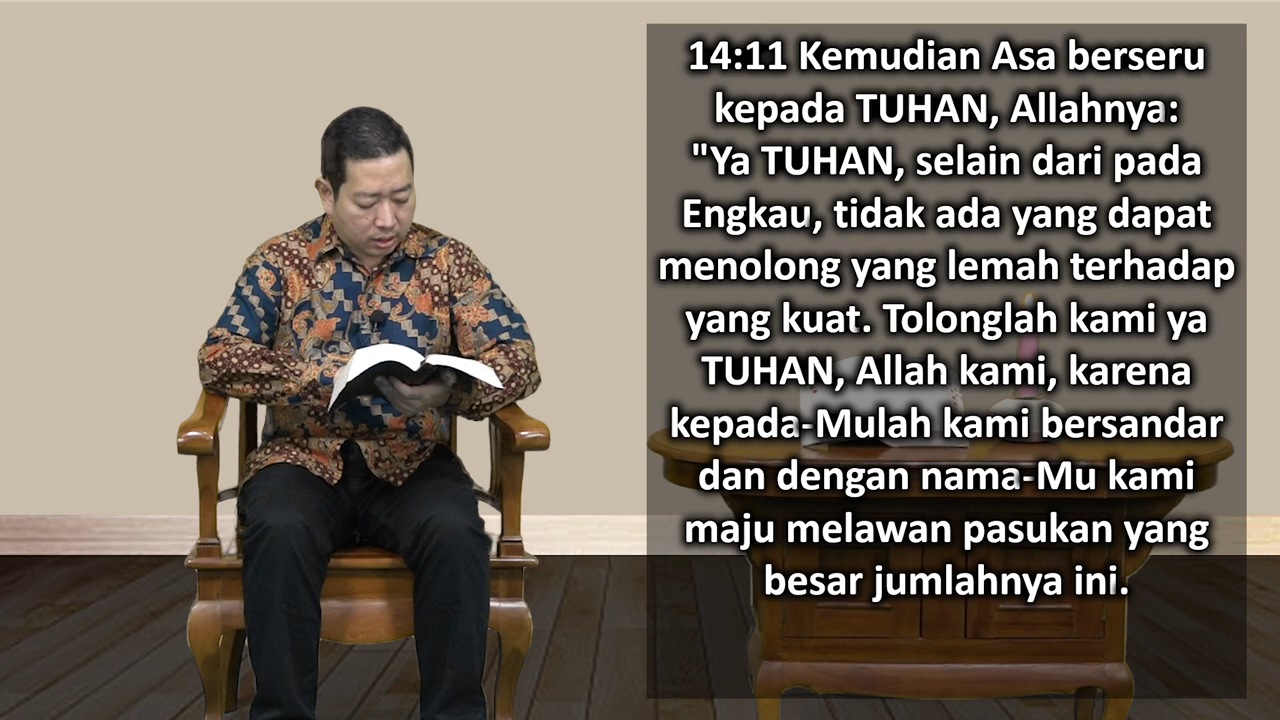 14:11 Kemudian Asa berseru
kepada TUHAN, Allahnya:
"Ya TUHAN, selain dari pada
Engkau, tidak ada yang dapat
menolong yang lemah terhadap
yang kuat. Tolonglah kami ya
TUHAN, Allah kami, karena
kepada-Mulah kami bersandar
dan dengan nama-Mu kami
maju melawan pasukan yang
besar jumlahnya ini.